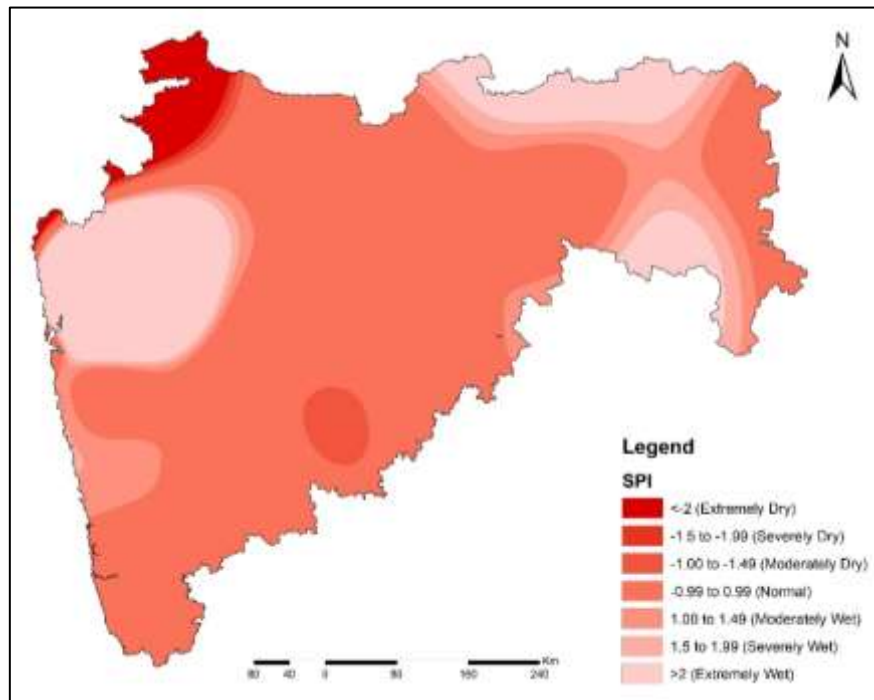 N
Legend
SPI
<-2 (Extremely Dry)
-1.5 to -1.99 (Severely Dry)
-1.00 to -1.49 (Moderately Dry)
-0.99 to 0.99 (Normal)
1.00 to 1.49 (Moderately Wet)
1.5 to 1.99 (Severely Wet)
>2 (Extremely Wet)
Km
80 40 0 80 160 240